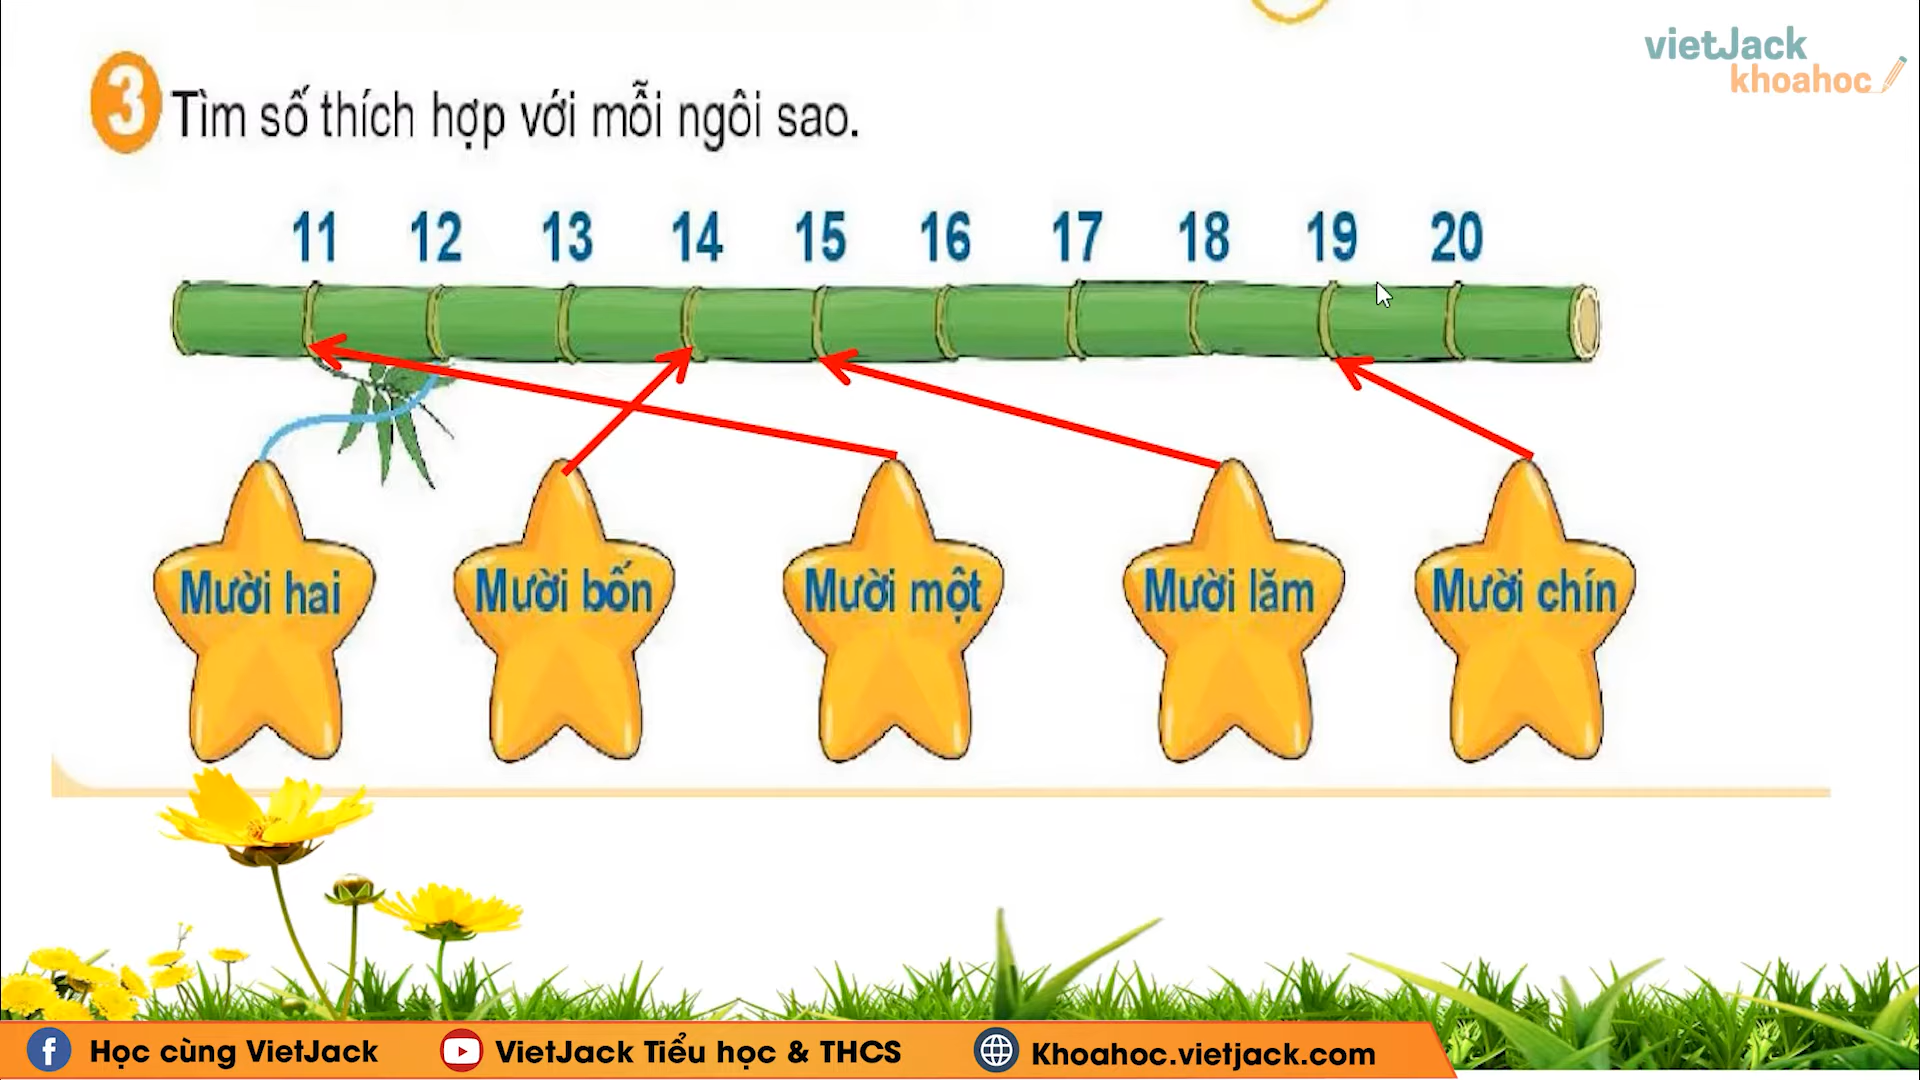 vietJack
khoahoc
3 Tìm số thích hợp với mỗi ngôi sao.
11 12 13 14 15 16 17 18 19 20
Mười hai Mười bốn Mười một Mười lăm Mười chín
Học cùng VietJack VietJack Tiểu học & THCS Khoahoc.vietjack.com